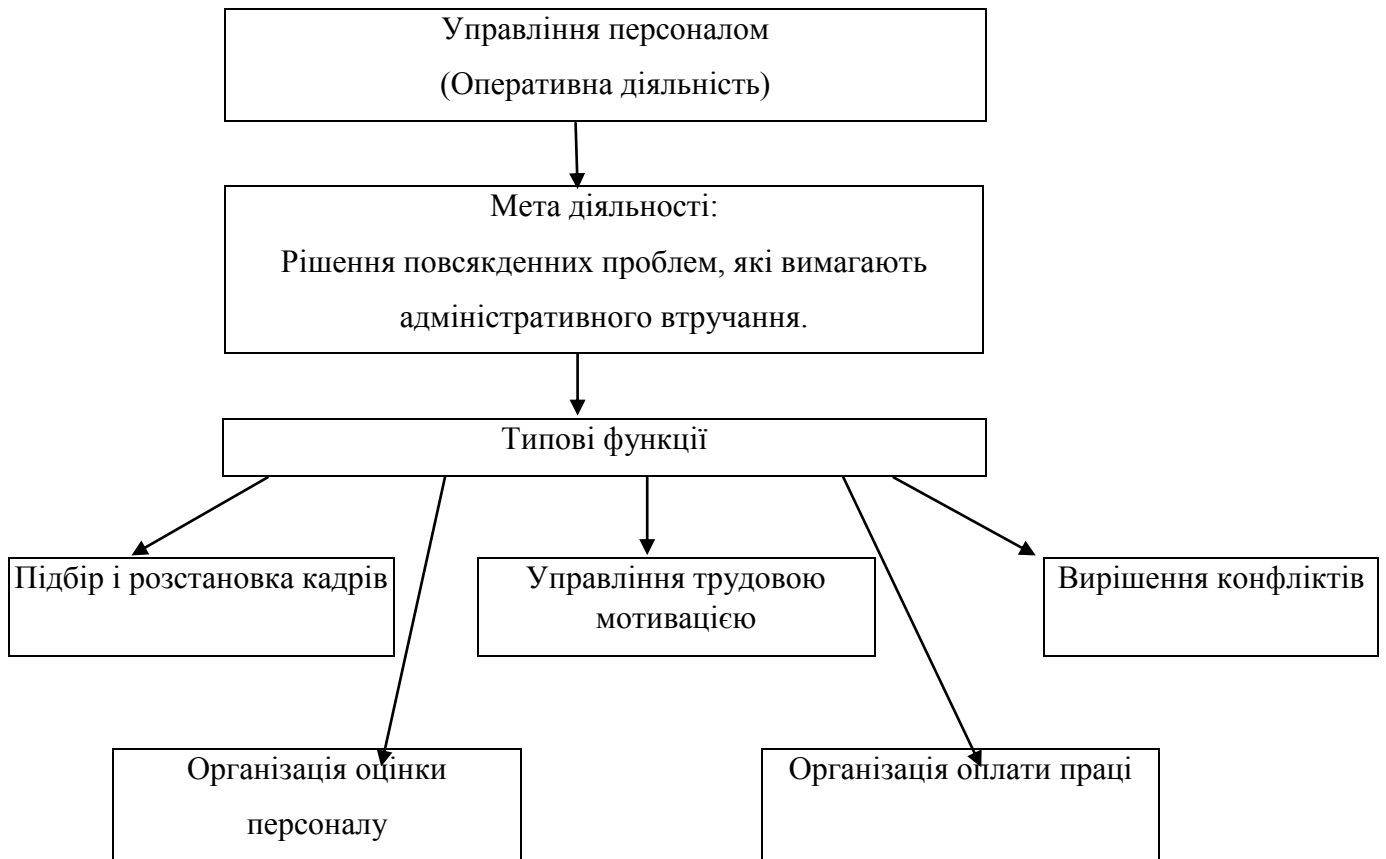 Управління персоналом
(Оперативна діяльність)
Мета діяльності:
Рішення повсякденних проблем, які вимагають
адміністративного втручання.
Типові функції
Підбір і розстановка кадрів
Управління трудовою
мотивацією
Вирішення конфліктів
Організація оцінки
персоналу
Організація оплати праці